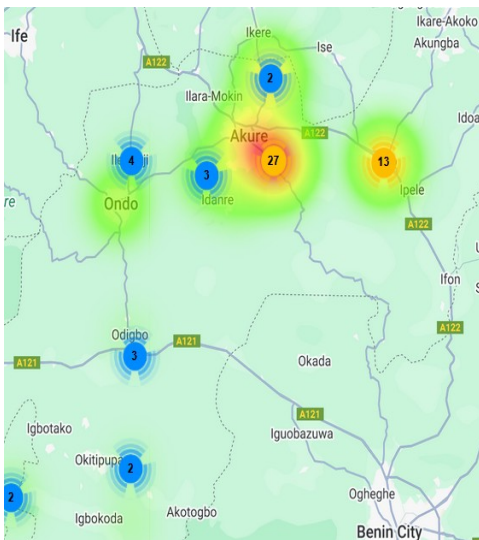 Ikere
Ikare-Akoko
Ife
Ise
Akungba
A122
2
Ilara-Mokin
Idoa
Akure
A122
4
27
13
3
Ipele
Idanre
Ondo
A122
Ifon
A122
Odigbo
3
A121
A121
Okada
A121
Igbotako
Iguobazuwa
Okitipupa
2
2
Ogheghe
Igbokoda
Akotogbo
Benin City